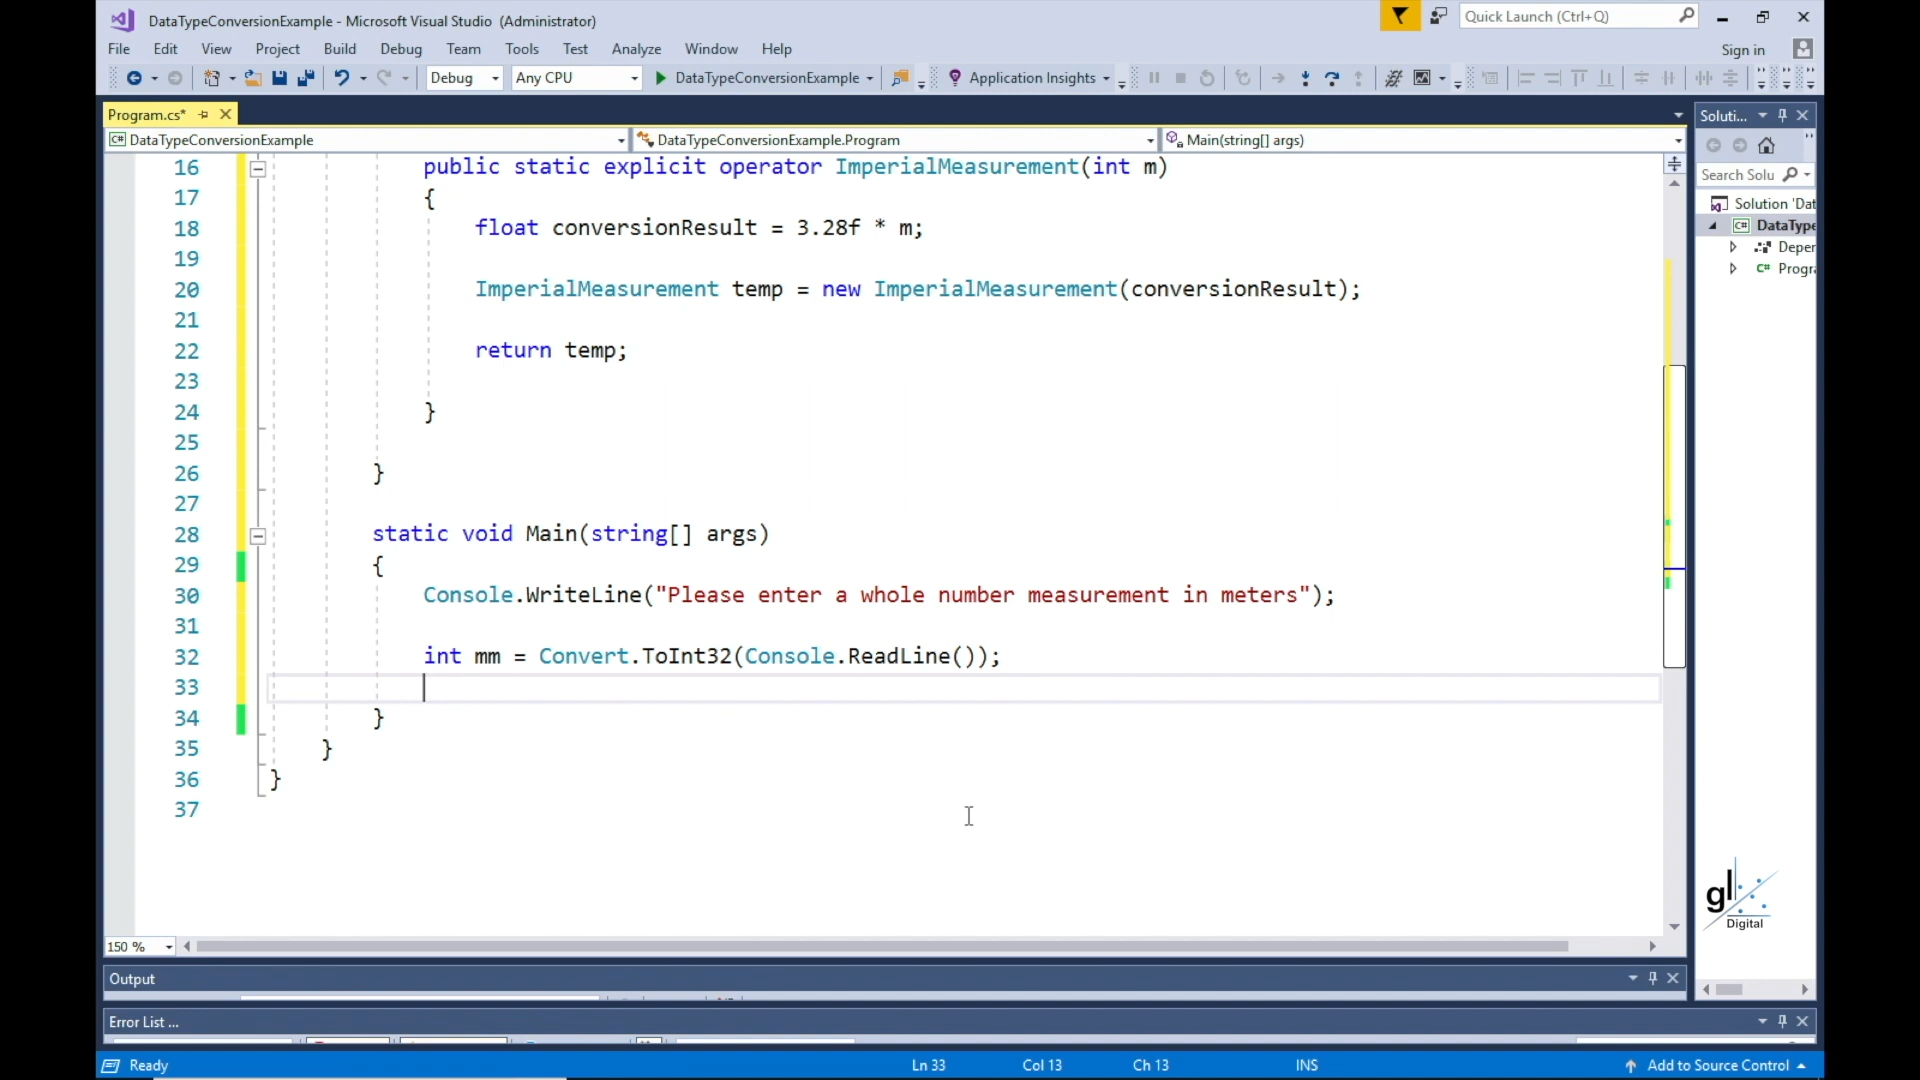 DataTypeConversionExample - Microsoft Visual Studio (Administrator)
Quick Launch (Ctrl+Q)
File Edit View Project Build Debug Team Tools Test Analyze Window Help
Sign in
Debug Any CPU DataTypeConversionExample Application Insights
Program.cs*
Soluti...
DataTypeConversionExample DataTypeConversionExample.Program Main(string[] args)
Search Solu
Solution 'Dat
DataType
Deper
Progra
16 public static explicit operator ImperialMeasurement(int m)
17 {
18 float conversionResult = 3.28f * m;
19
20 ImperialMeasurement temp = new ImperialMeasurement(conversionResult);
21
22 return temp;
23
24 }
25
26 }
27
28 static void Main(string[] args)
29 {
30 Console.WriteLine("Please enter a whole number measurement in meters");
31
32 int mm = Convert.ToInt32(Console.ReadLine());
33
34 }
35 }
36 }
37
gl
Digital
150 %
Output
Error List ...
Ready Ln 33 Col 13 Ch 13 INS Add to Source Control